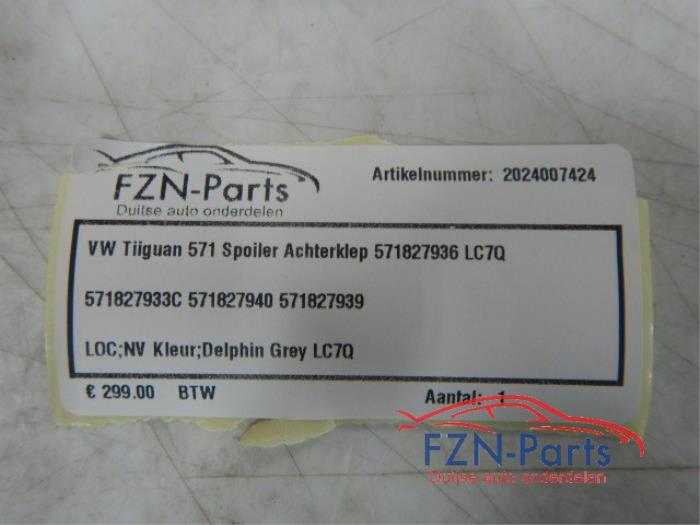 FZN-Parts
Duitse auto onderdelen
Artikelnummer: 2024007424
VW Tiiguan 571 Spoiler Achterklep 571827936 LC7Q
571827933C 571827940 571827939
LOC;NV Kleur;Delphin Grey LC7Q
€ 299.00 BTW Aantal: 1
FZN-Parts
Duitse auto onderdelen